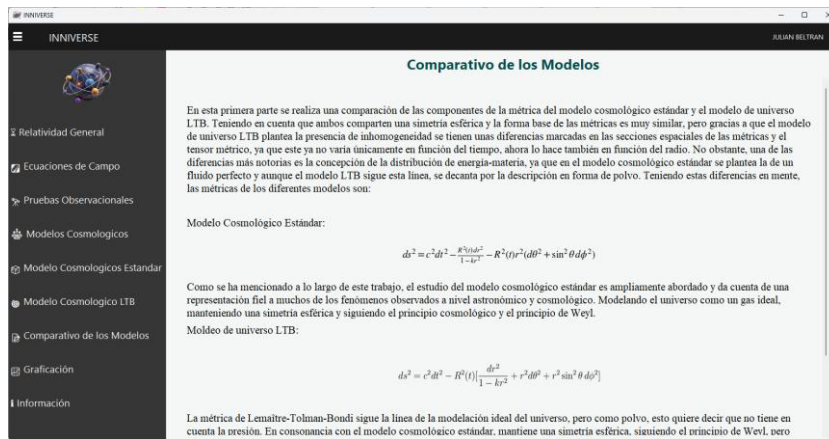 INNIVERSE
INNIVERSE
JULIAN BELTRAN
Relatividad General
Ecuaciones de Campo
Pruebas Observacionales
Modelos Cosmologicos
Modelo Cosmologicos Estandar
Modelo Cosmologico LTB
Comparativo de los Modelos
Graficación
Información
Comparativo de los Modelos
En esta primera parte se realiza una comparación de las componentes de la métrica del modelo cosmológico estándar y el modelo de universo
LTB. Teniendo en cuenta que ambos comparten una simetría esférica y la forma base de las métricas es muy similar, pero gracias a que el modelo
de universo LTB plantea la presencia de inhomogeneidad se tienen unas diferencias marcadas en las secciones espaciales de las métricas y el
tensor métrico, ya que este ya no varía únicamente en función del tiempo, ahora lo hace también en función del radio. No obstante, una de las
diferencias más notorias es la concepción de la distribución de energía-materia, ya que en el modelo cosmológico estándar se plantea la de un
fluido perfecto y aunque el modelo LTB sigue esta línea, se decanta por la descripción en forma de polvo. Teniendo estas diferencias en mente,
las métricas de los diferentes modelos son:
Modelo Cosmológico Estándar:
ds² = c²dt² − R²(t)dr²/1−kr² − R²(t)r²(dθ² + sin² θ dϕ²)
Como se ha mencionado a lo largo de este trabajo, el estudio del modelo cosmológico estándar es ampliamente abordado y da cuenta de una
representación fiel a muchos de los fenómenos observados a nivel astronómico y cosmológico. Modelando el universo como un gas ideal,
manteniendo una simetría esférica y siguiendo el principio cosmológico y el principio de Weyl.
Moldeo de universo LTB:
ds² = c²dt² − R²(t)[dr²/1 − kr² + r²dθ² + r² sin² θ dϕ²]
La métrica de Lemaître-Tolman-Bondi sigue la línea de la modelación ideal del universo, pero como polvo, esto quiere decir que no tiene en
cuenta la presión. En consonancia con el modelo cosmológico estándar, mantiene una simetría esférica, siguiendo el principio de Weyl, pero